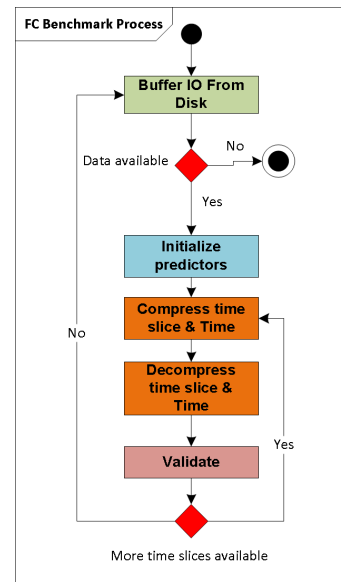 FC Benchmark Process
Buffer IO From
Disk
Data available
No
Yes
Initialize
predictors
Compress time
slice & Time
No
Decompress
time slice &
Time
Yes
Validate
More time slices available